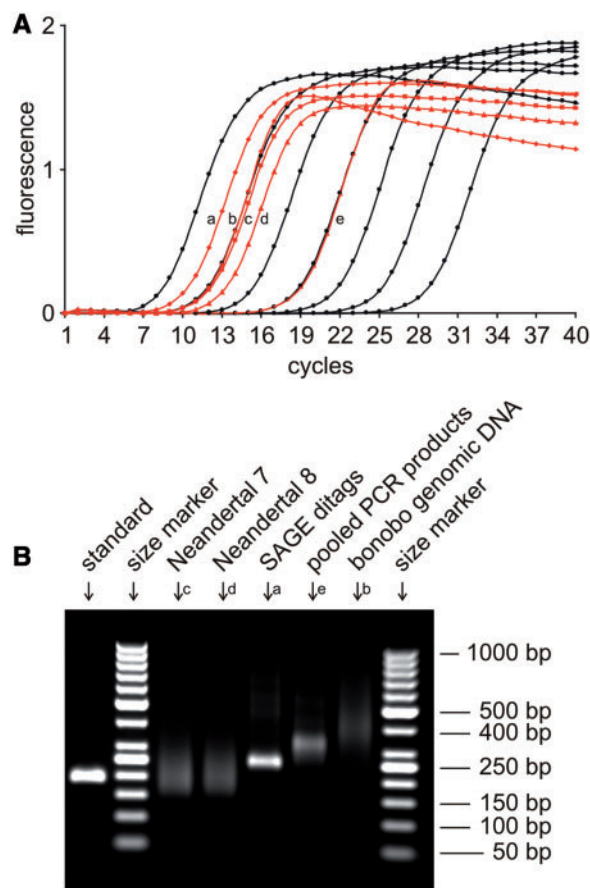 A
2
1
0
fluorescence
a b c d e
1 4 7 10 13 16 19 22 25 28 31 34 37 40
cycles
B
standard
size marker
Neandertal 7
Neandertal 8
SAGE ditags
pooled PCR products
bonobo genomic DNA
size marker
c d a e b
1000 bp
500 bp
400 bp
250 bp
150 bp
100 bp
50 bp